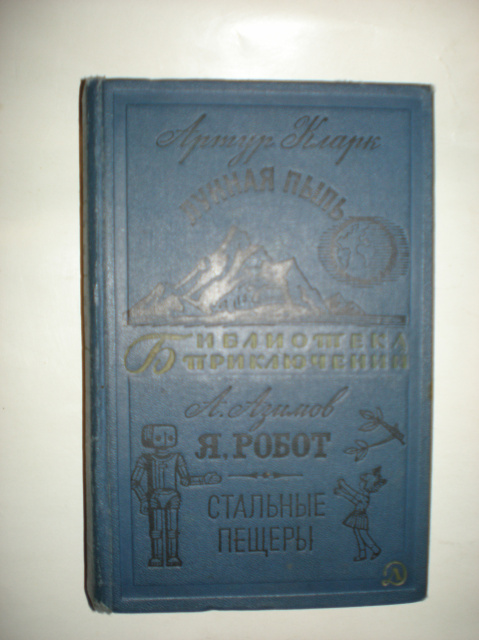 Артур Кларк
ЛУННАЯ ПЫЛЬ
БИБЛИОТЕКА
ПРИКЛЮЧЕНИЙ
А. Азимов
Я, РОБОТ
СТАЛЬНЫЕ
ПЕЩЕРЫ
Д